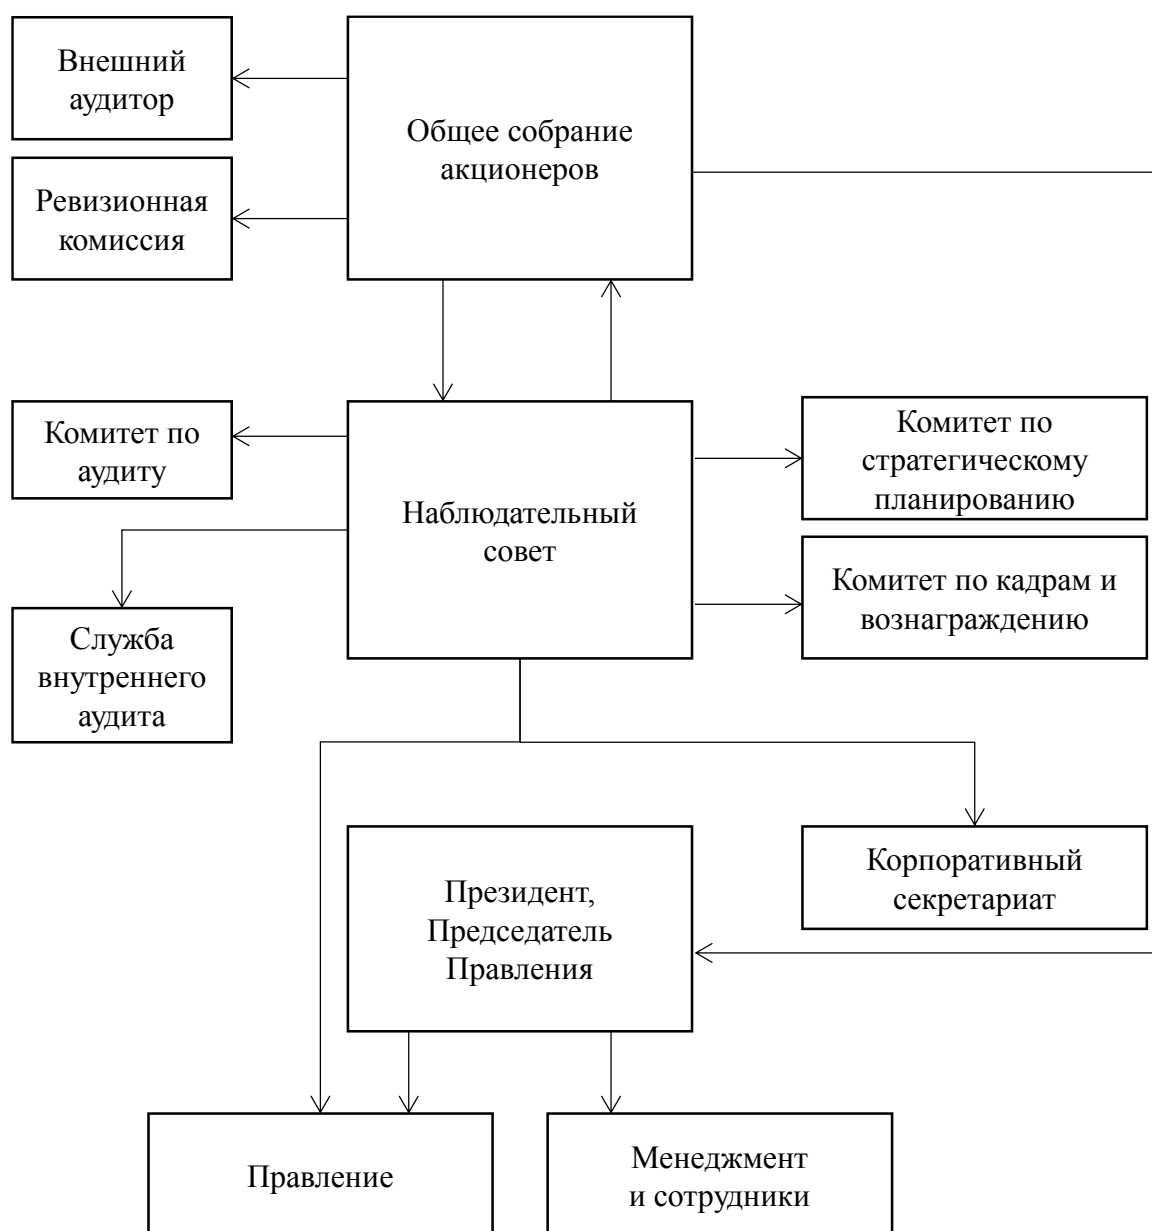 Внешний
аудитор
Общее собрание
акционеров
Ревизионная
комиссия
Комитет по
аудиту
Наблюдательный
совет
Комитет по
стратегическому
планированию
Комитет по кадрам и
вознаграждению
Служба
внутреннего
аудита
Президент,
Председатель
Правления
Корпоративный
секретариат
Правление
Менеджмент
и сотрудники